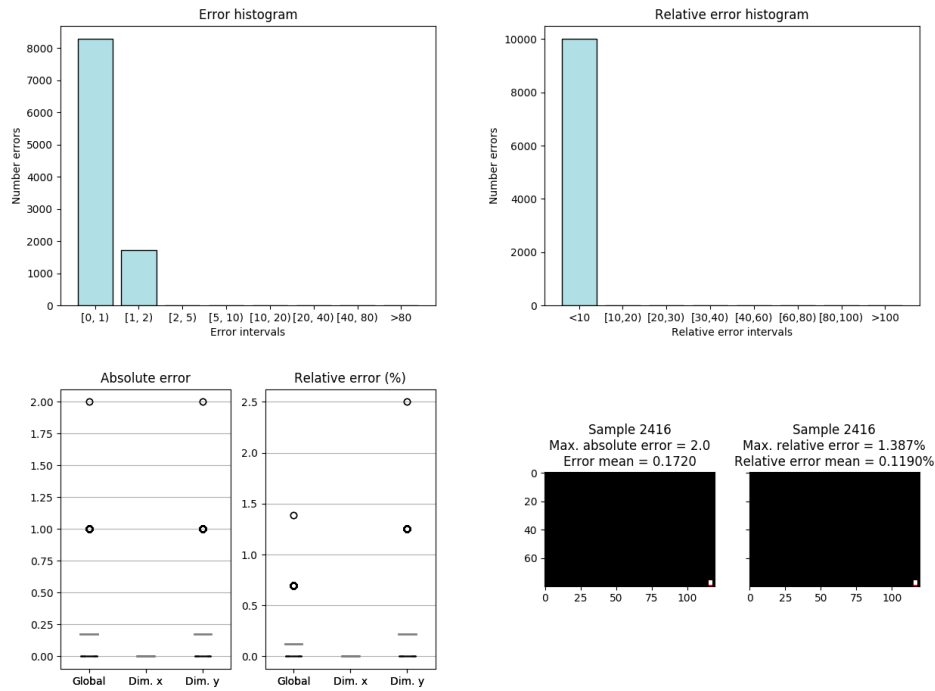 Error histogram
Number errors
8000
7000
6000
5000
4000
3000
2000
1000
0
[0, 1) [1, 2) [2, 5) [5, 10) [10, 20) [20, 40) [40, 80) >80
Error intervals
Relative error histogram
Number errors
10000
8000
6000
4000
2000
0
<10 [10,20) [20,30) [30,40) [40,60) [60,80) [80,100) >100
Relative error intervals
Absolute error
2.00
1.75
1.50
1.25
1.00
0.75
0.50
0.25
0.00
Global Dim. x Dim. y
Relative error (%)
2.5
2.0
1.5
1.0
0.5
0.0
Global Dim. x Dim. y
Sample 2416
Max. absolute error = 2.0
Error mean = 0.1720
0
20
40
60
0 25 50 75 100
Sample 2416
Max. relative error = 1.387%
Relative error mean = 0.1190%
0 25 50 75 100